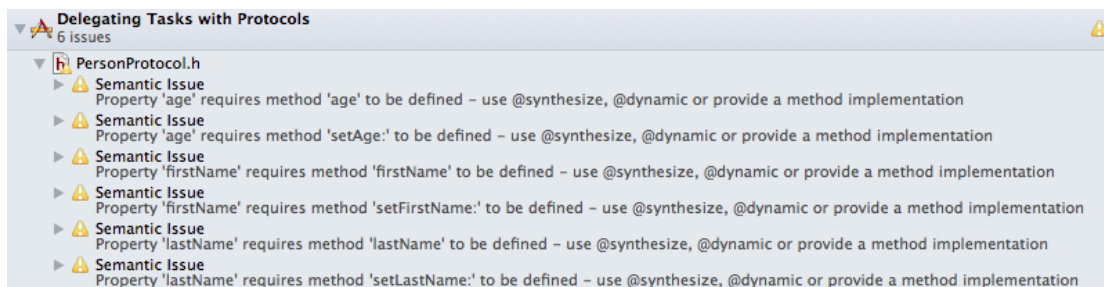 Delegating Tasks with Protocols
6 issues
PersonProtocol.h
Semantic Issue
Property 'age' requires method 'age' to be defined – use @synthesize, @dynamic or provide a method implementation
Semantic Issue
Property 'age' requires method 'setAge:' to be defined – use @synthesize, @dynamic or provide a method implementation
Semantic Issue
Property 'firstName' requires method 'firstName' to be defined – use @synthesize, @dynamic or provide a method implementation
Semantic Issue
Property 'firstName' requires method 'setFirstName:' to be defined – use @synthesize, @dynamic or provide a method implementation
Semantic Issue
Property 'lastName' requires method 'lastName' to be defined – use @synthesize, @dynamic or provide a method implementation
Semantic Issue
Property 'lastName' requires method 'setLastName:' to be defined – use @synthesize, @dynamic or provide a method implementation